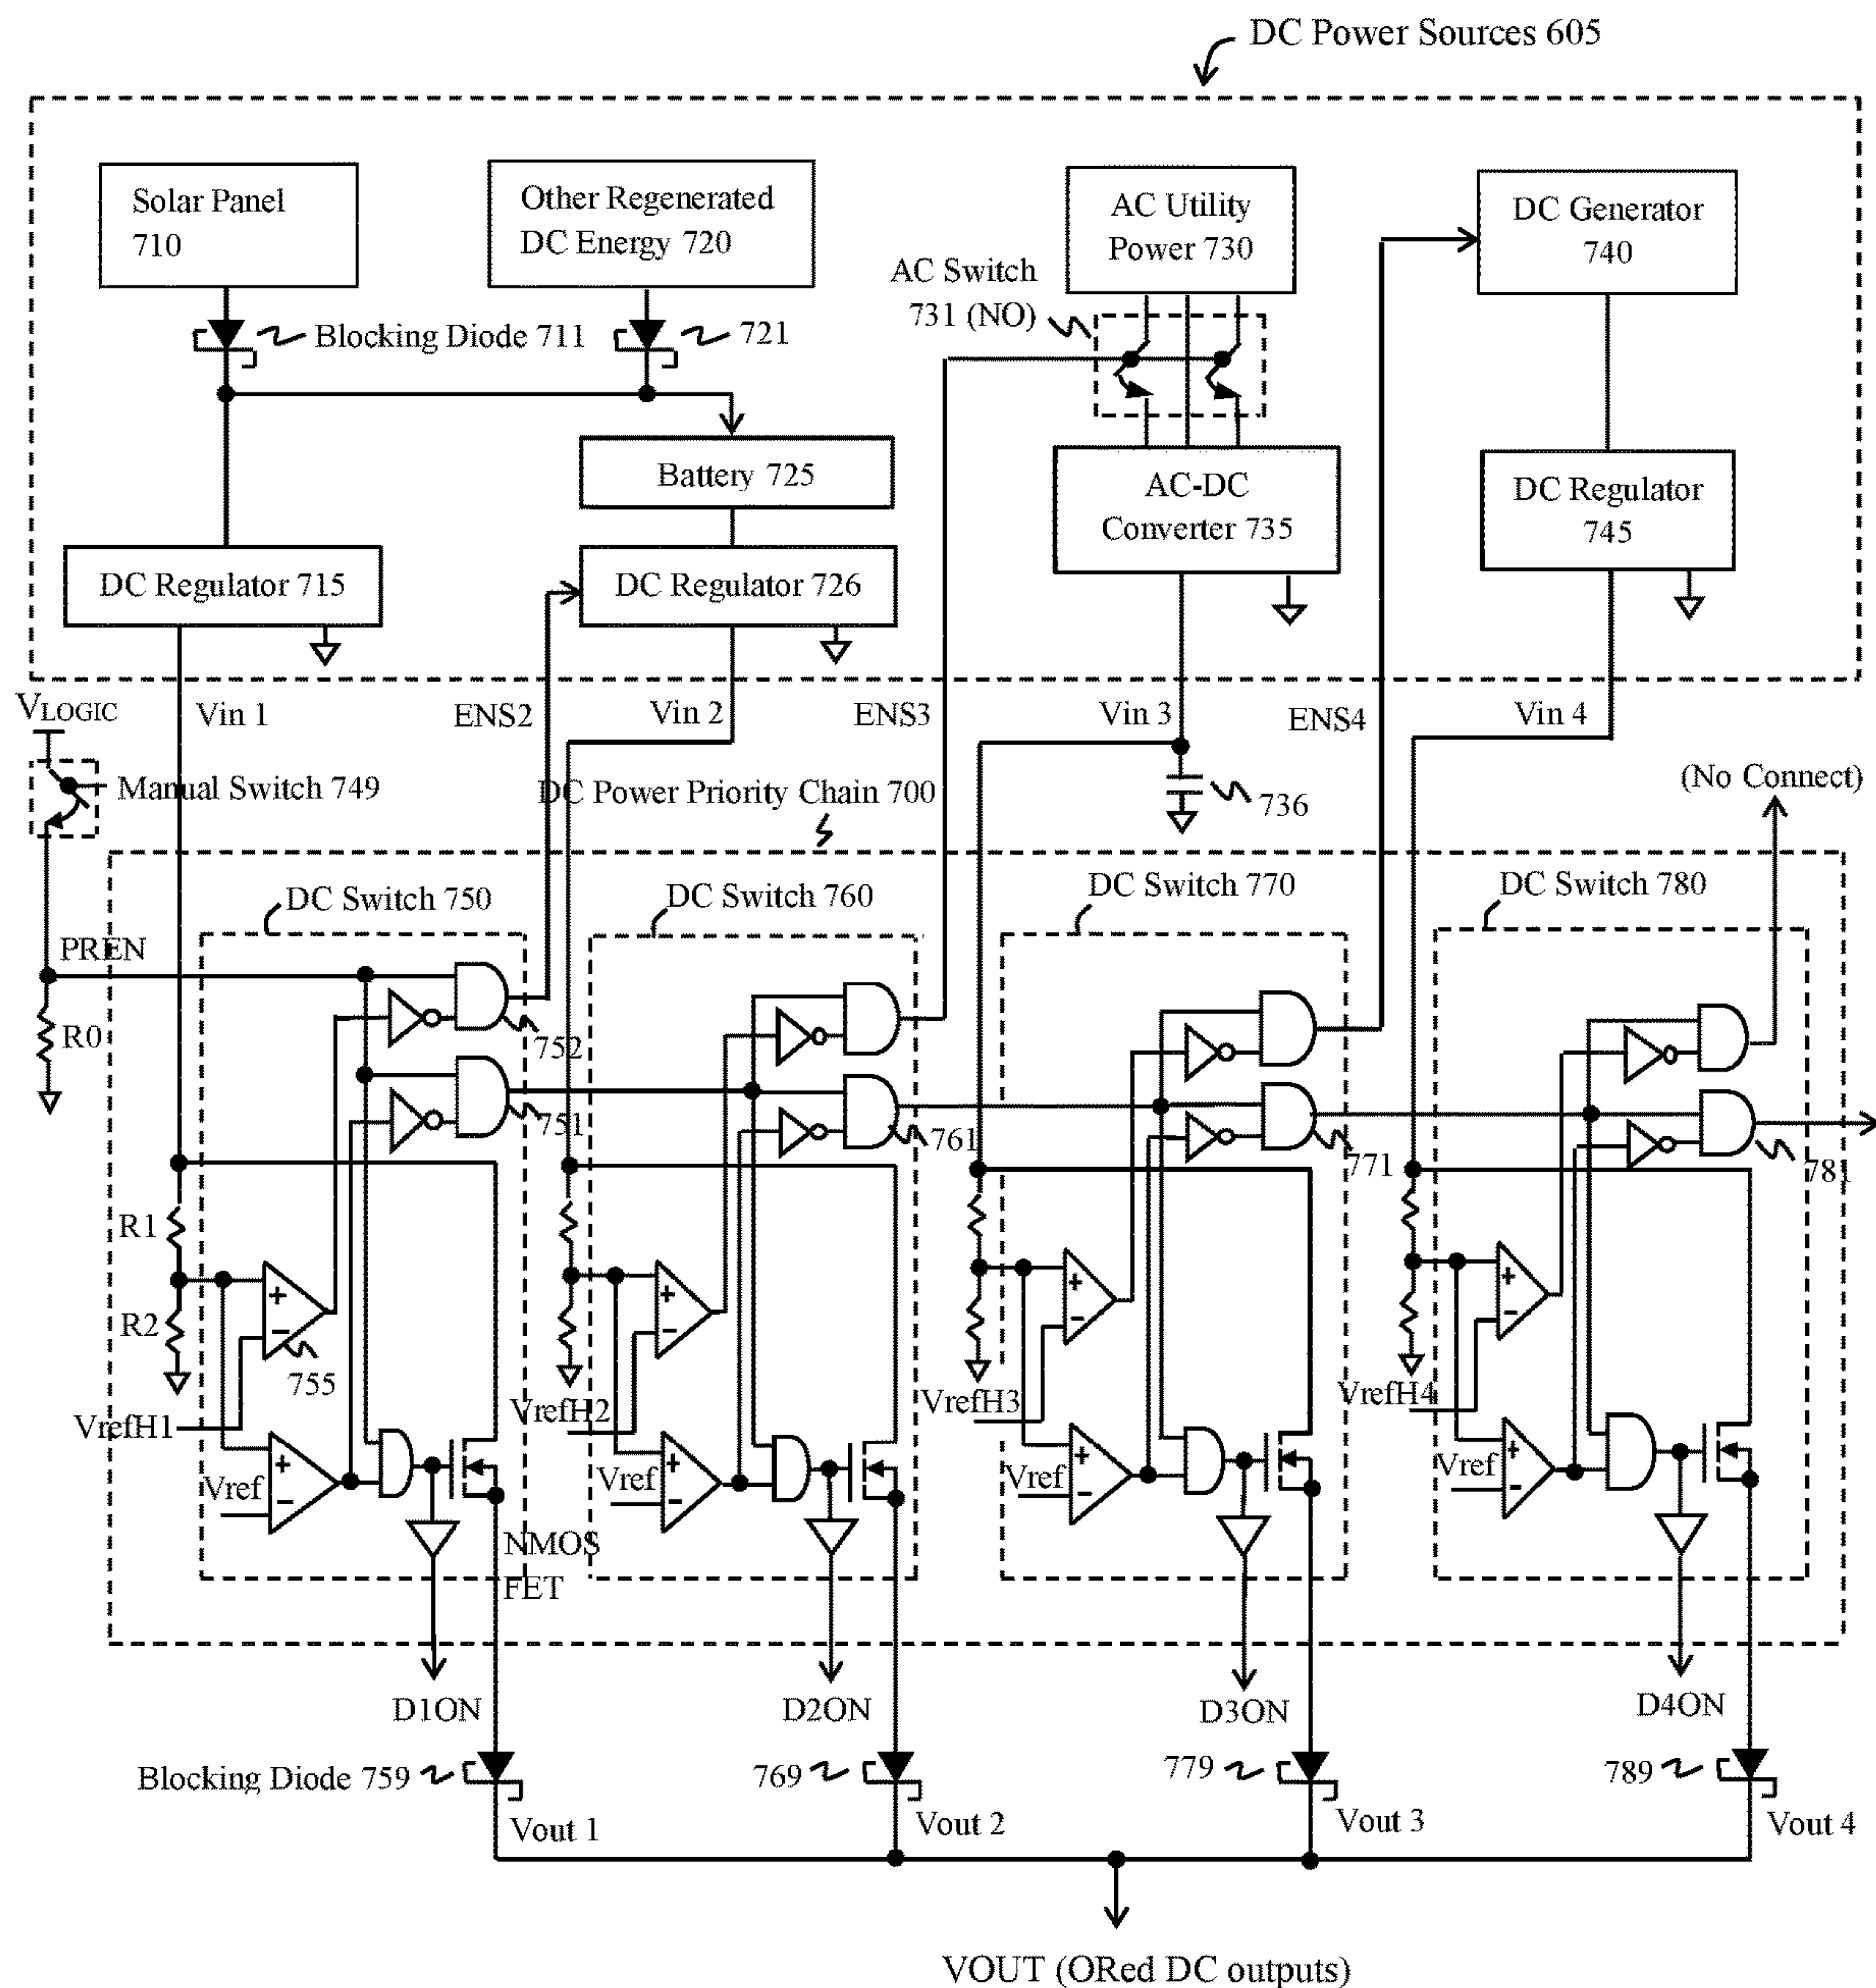 DC Power Sources 605
Solar Panel
710
Other Regenerated
DC Energy 720
AC Utility
Power 730
DC Generator
740
AC Switch
731 (NO)
Blocking Diode 711
721
Battery 725
AC-DC
Converter 735
DC Regulator
745
DC Regulator 715
DC Regulator 726
VLOGIC
Vin 1
ENS2
Vin 2
ENS3
Vin 3
ENS4
Vin 4
Manual Switch 749
DC Power Priority Chain 700
736
(No Connect)
DC Switch 750
DC Switch 760
DC Switch 770
DC Switch 780
PREN
R0
752
751
761
771
781
R1
R2
+
−
755
+
−
+
−
+
−
VrefH1
VrefH2
VrefH3
VrefH4
Vref
+
−
Vref
+
−
Vref
+
−
Vref
+
−
NMOS
FET
D1ON
D2ON
D3ON
D4ON
Blocking Diode 759
769
779
789
Vout 1
Vout 2
Vout 3
Vout 4
VOUT (ORed DC outputs)